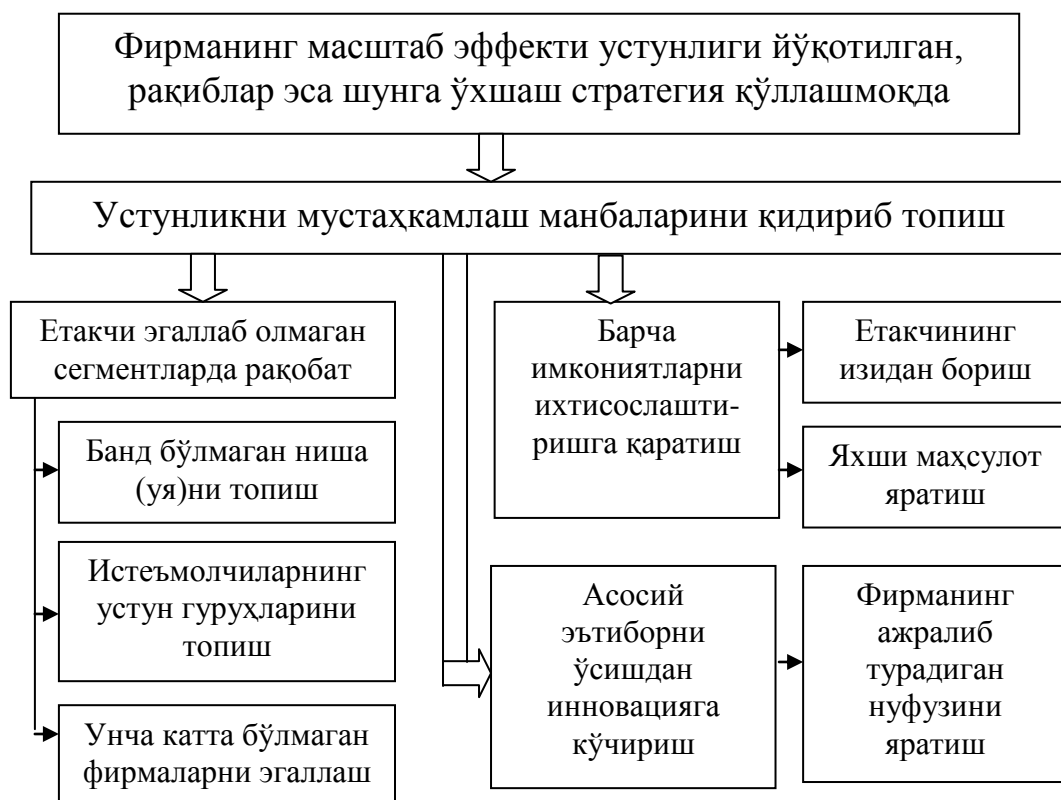 Фирманинг масштаб эффекти устунлиги йўқотилган,
рақиблар эса шунга ўхшаш стратегия қўллашмоқда
Устунликни мустаҳкамлаш манбаларини қидириб топиш
Етакчи эгаллаб олмаган
сегментларда рақобат
Банд бўлмаган ниша
(уя)ни топиш
Истеъмолчиларнинг
устун гуруҳларини
топиш
Унча катта бўлмаган
фирмаларни эгаллаш
Барча
имкониятларни
ихтисослашти-
ришга қаратиш
Етакчининг
изидан бориш
Яхши маҳсулот
яратиш
Асосий
эътиборни
ўсишдан
инновацияга
кўчириш
Фирманинг
ажралиб
турадиган
нуфузини
яратиш